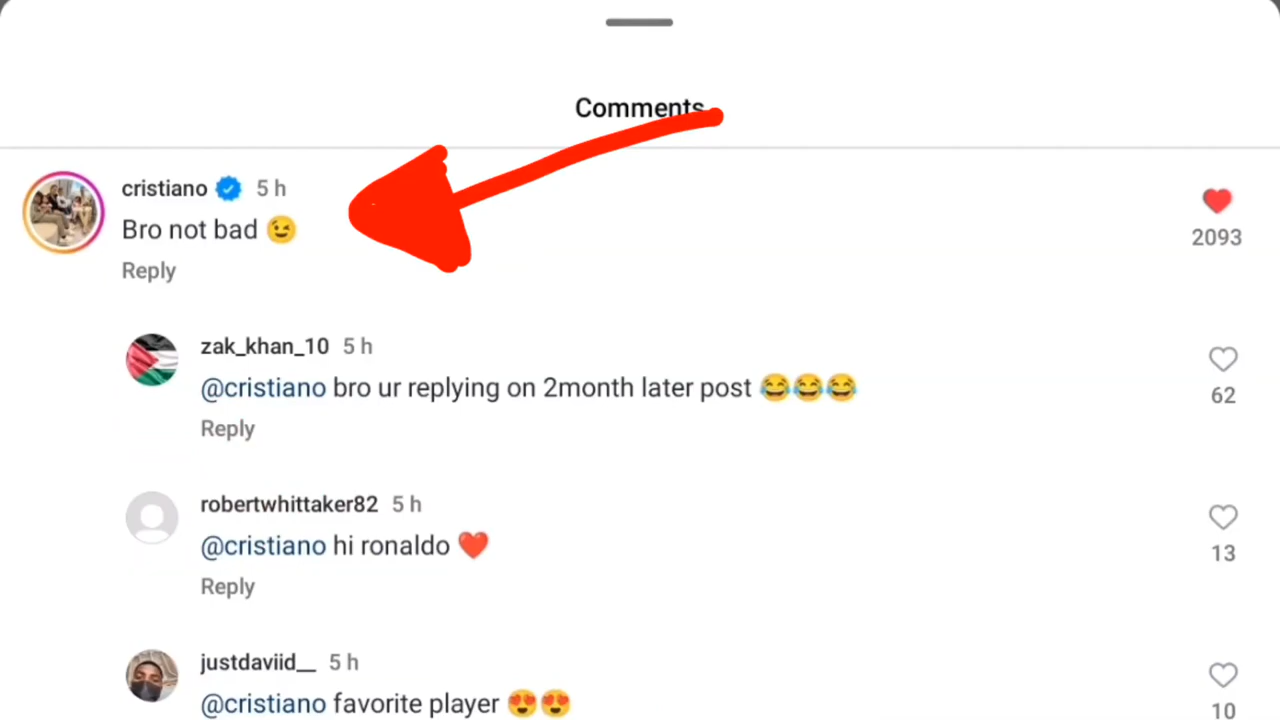 Comments
cristiano 5 h
Bro not bad 😉
2093
Reply
zak_khan_10 5 h
@cristiano bro ur replying on 2month later post 😂😂😂
62
Reply
robertwhittaker82 5 h
@cristiano hi ronaldo ❤️
13
Reply
justdaviid__ 5 h
@cristiano favorite player 😍😍
10